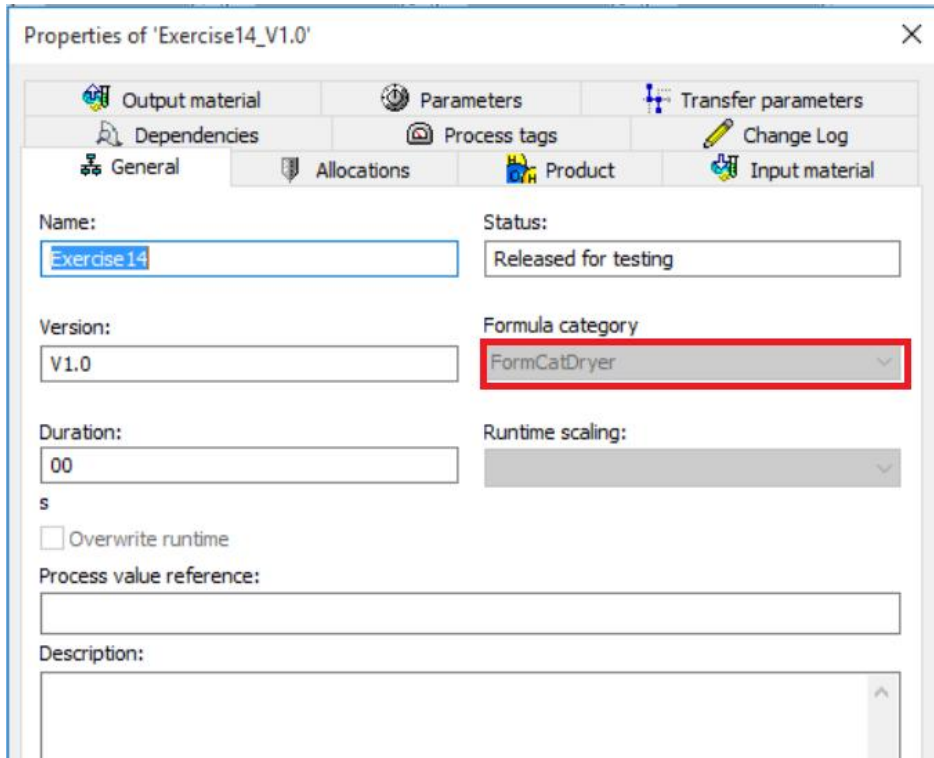 Properties of 'Exercise14_V1.0'
Output material Parameters Transfer parameters
Dependencies Process tags Change Log
General Allocations Product Input material
Name: Status:
Exercise14 Released for testing
Version: Formula category
V1.0 FormCatDryer
Duration: Runtime scaling:
00
s
Overwrite runtime
Process value reference:
Description: